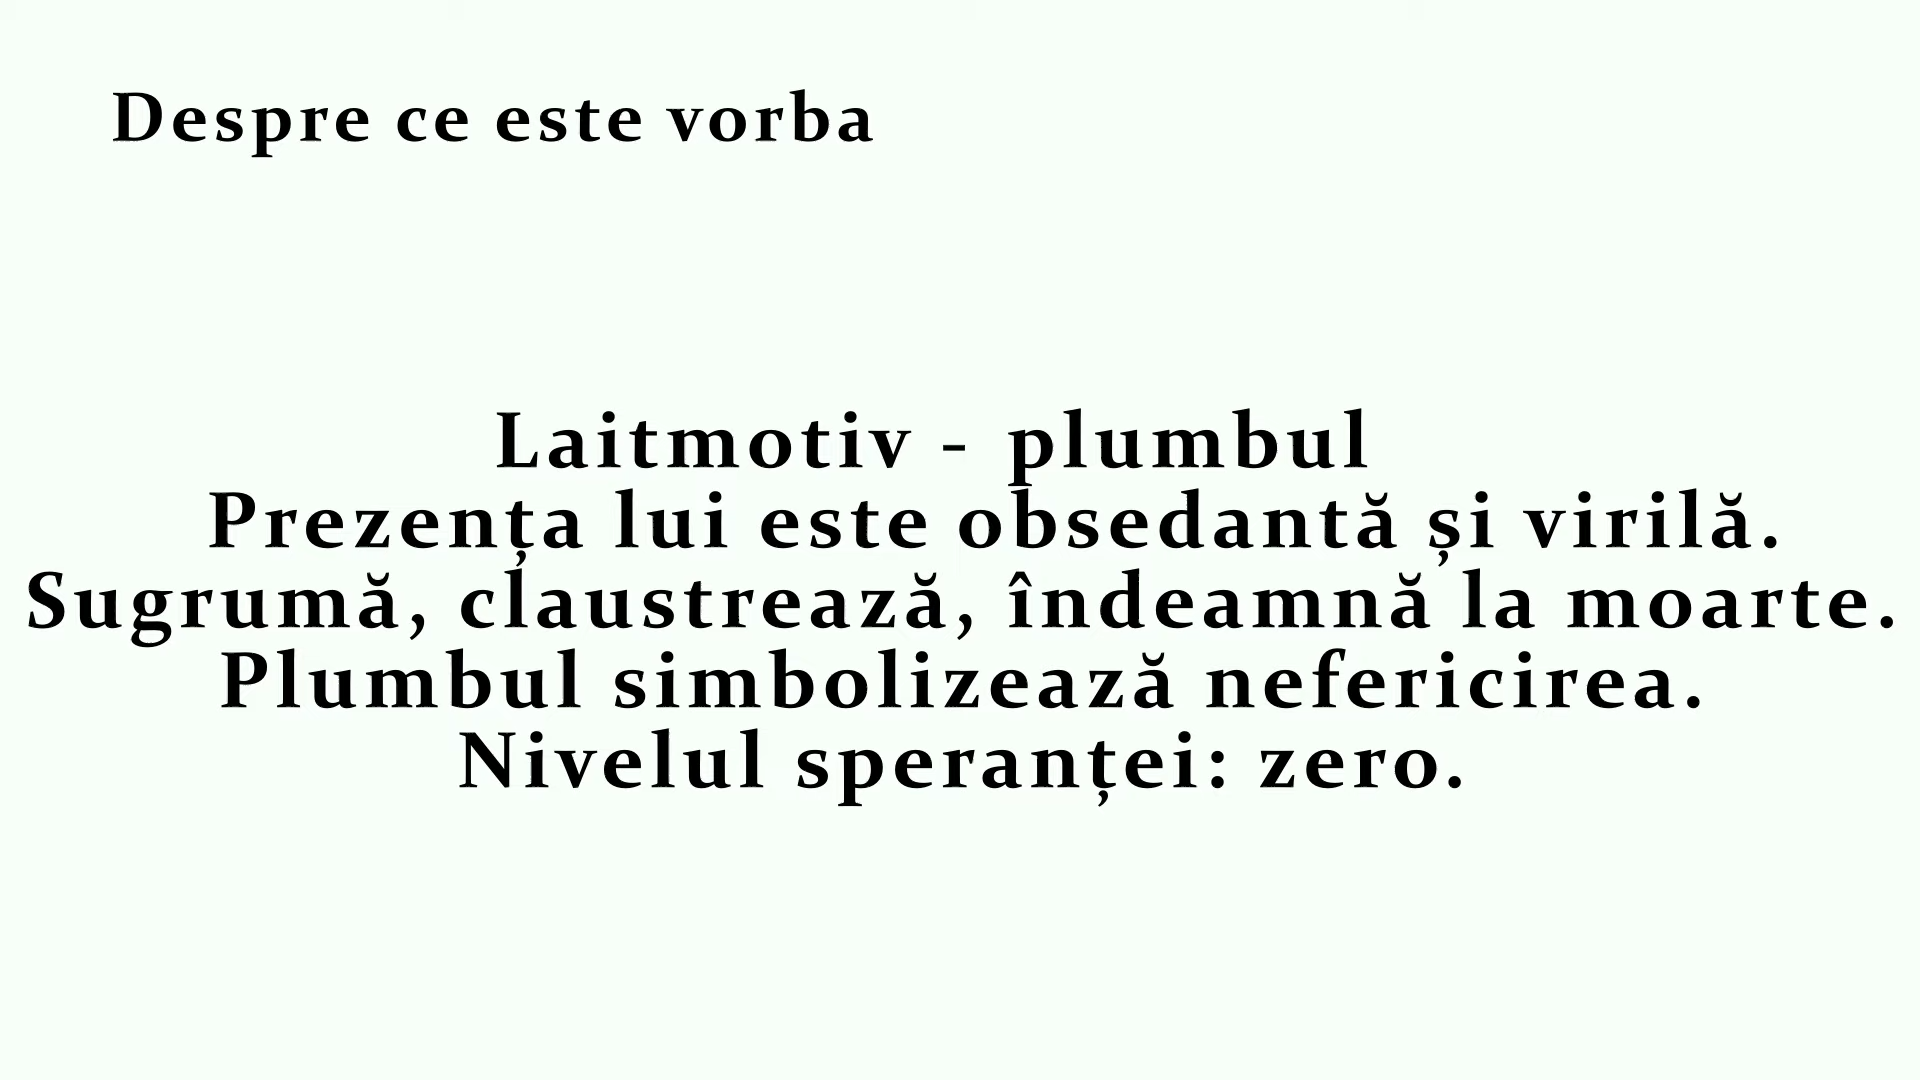 Despre ce este vorba
Laitmotiv - plumbul
Prezența lui este obsedantă și virilă.
Sugrumă, claustrează, îndeamnă la moarte.
Plumbul simbolizează nefericirea.
Nivelul speranței: zero.